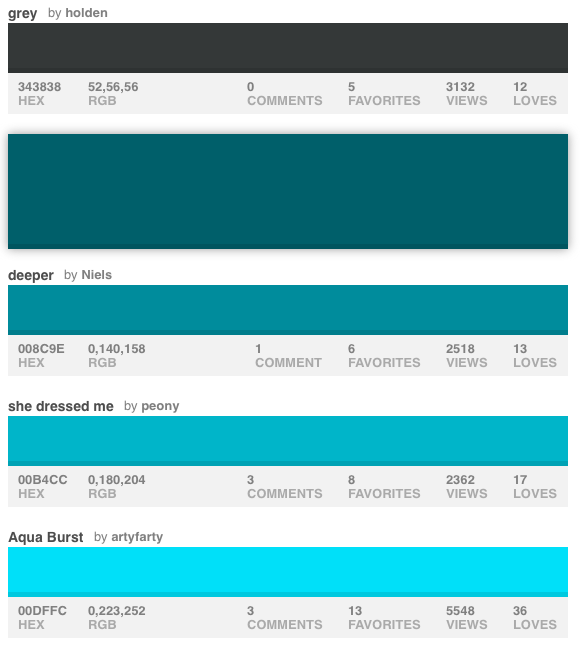 grey by holden
343838 52,56,56 0 5 3132 12
HEX RGB COMMENTS FAVORITES VIEWS LOVES
deeper by Niels
008C9E 0,140,158 1 6 2518 13
HEX RGB COMMENT FAVORITES VIEWS LOVES
she dressed me by peony
00B4CC 0,180,204 3 8 2362 17
HEX RGB COMMENTS FAVORITES VIEWS LOVES
Aqua Burst by artyfarty
00DFFC 0,223,252 3 13 5548 36
HEX RGB COMMENTS FAVORITES VIEWS LOVES